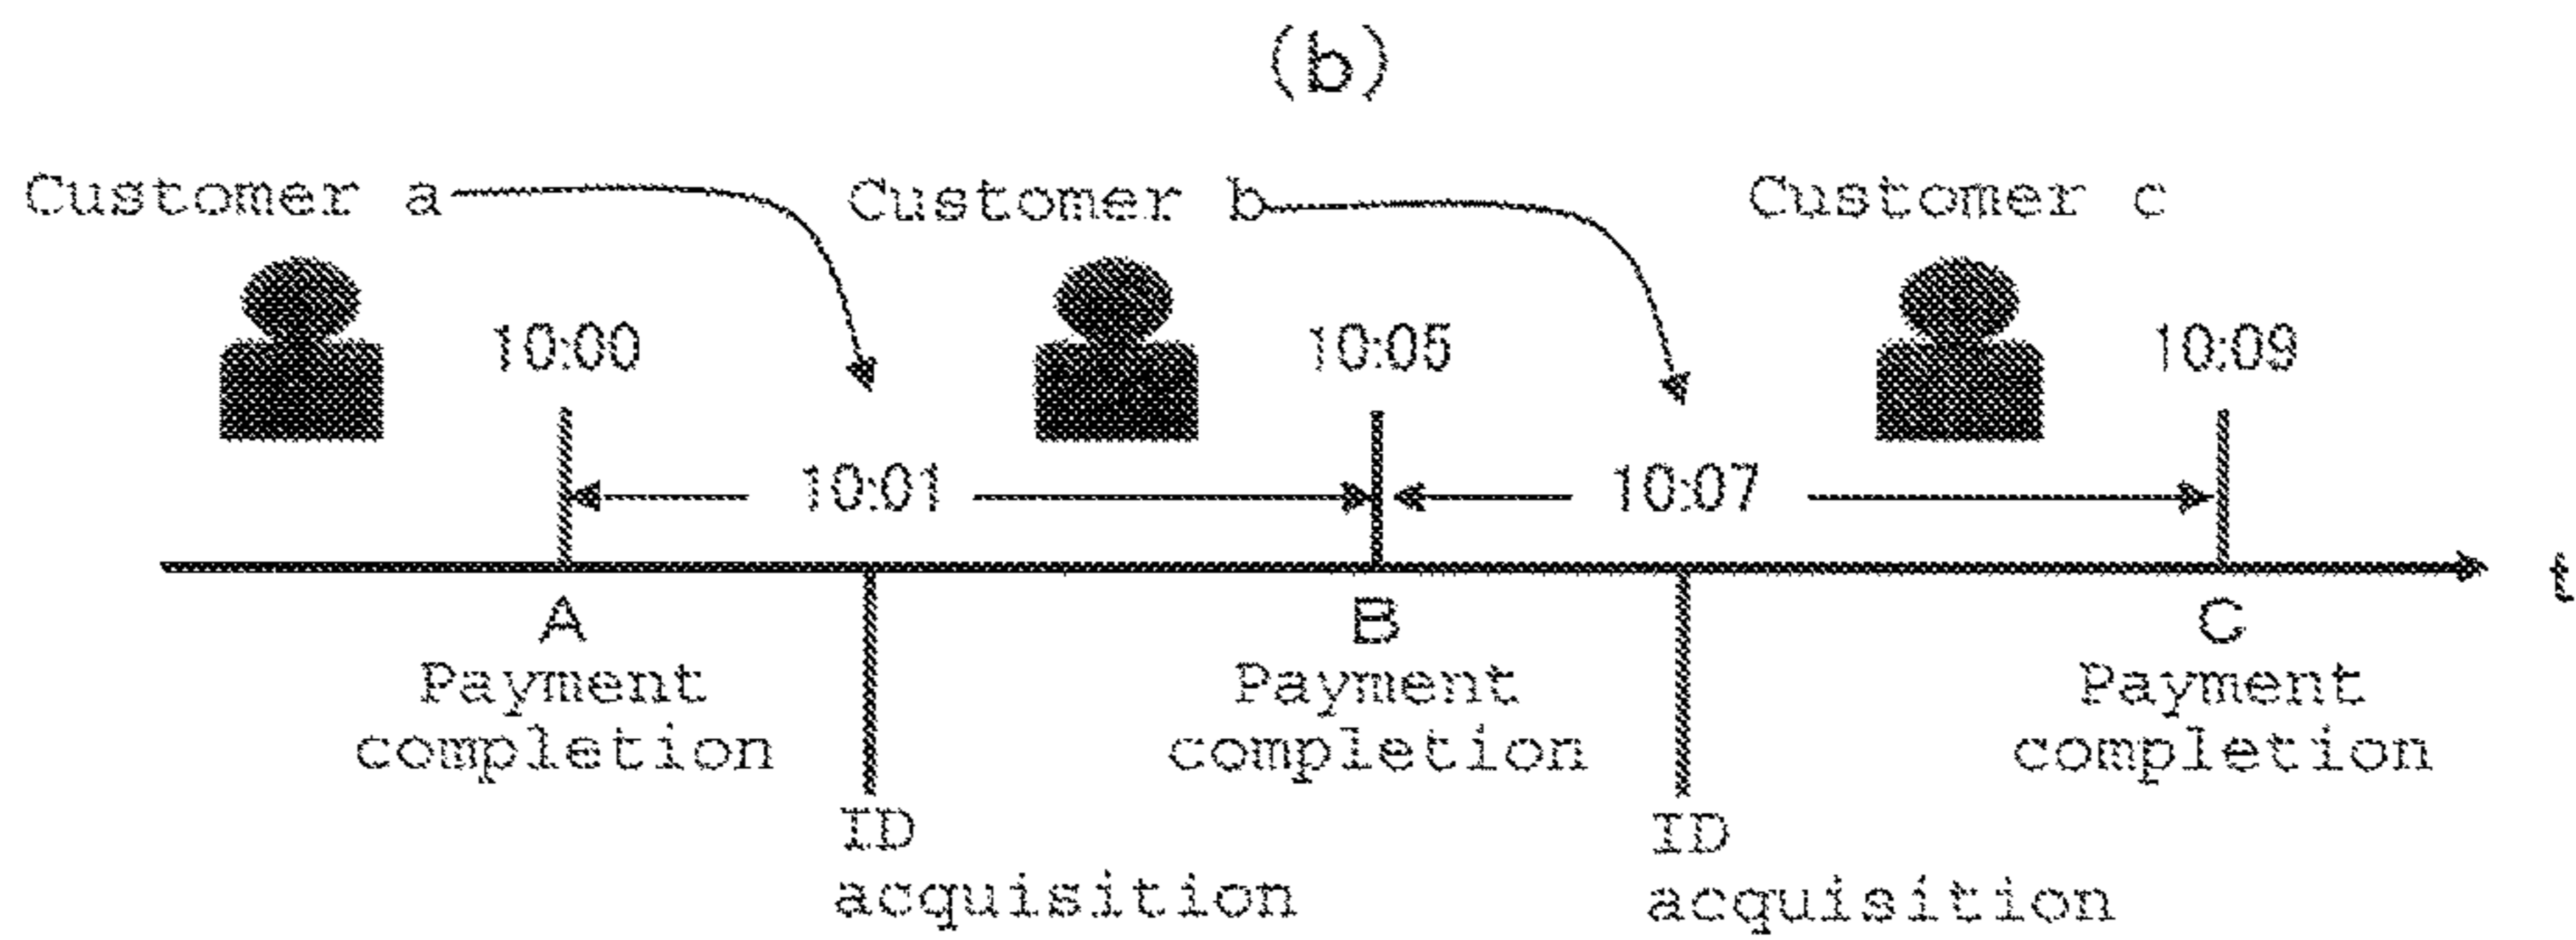 (b)
Customer a Customer b Customer c
10:00 10:05 10:09
10:01 10:07
t
A B C
Payment Payment Payment
completion completion completion
ID ID
acquisition acquisition